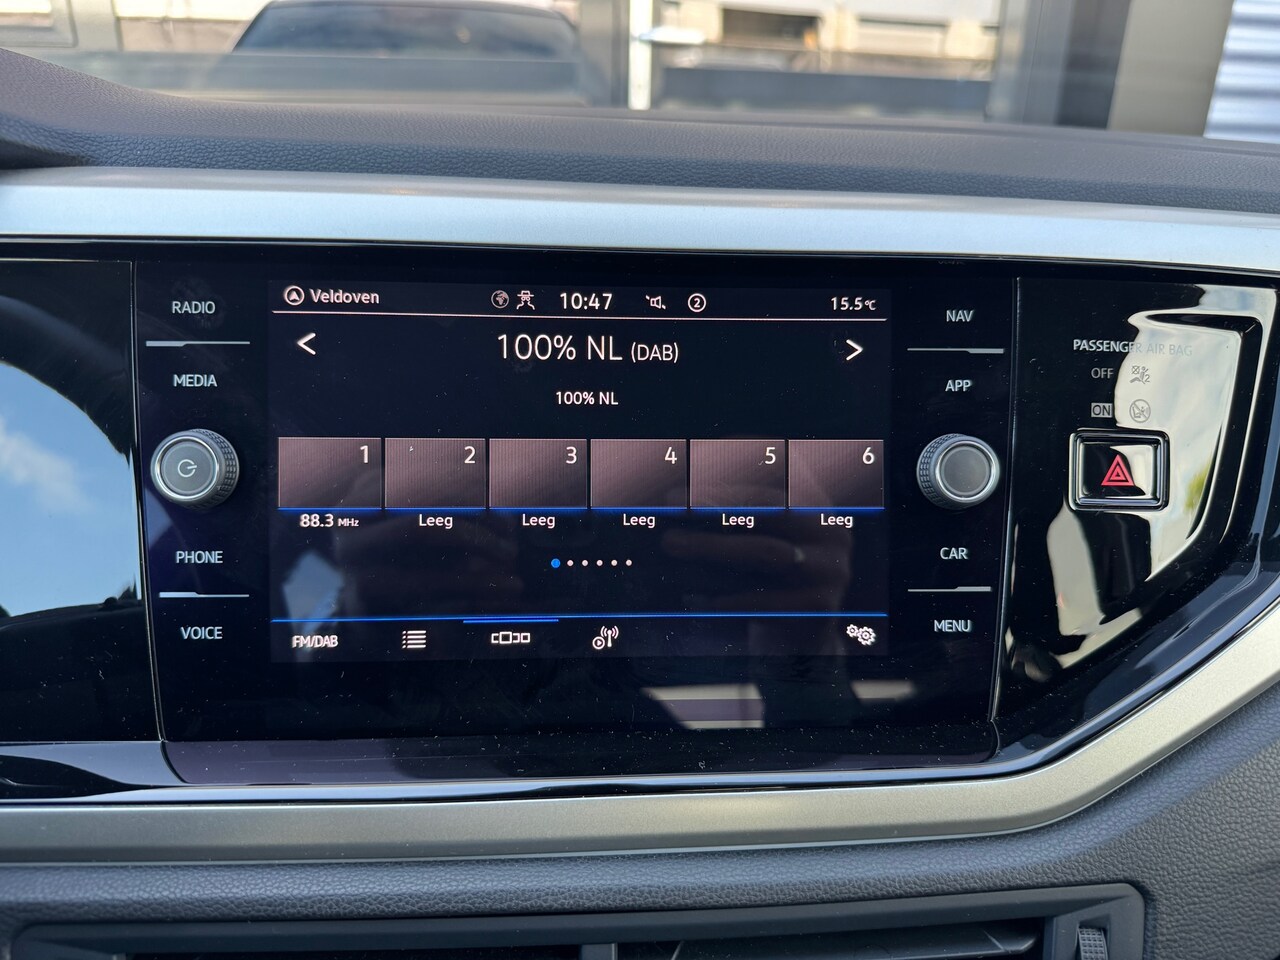 RADIO
MEDIA
PHONE
VOICE
Veldoven
10:47
2
15.5°C
100% NL (DAB)
100% NL
1
2
3
4
5
6
88.3 MHz
Leeg
Leeg
Leeg
Leeg
Leeg
FM/DAB
NAV
APP
CAR
MENU
PASSENGER AIR BAG
OFF
ON